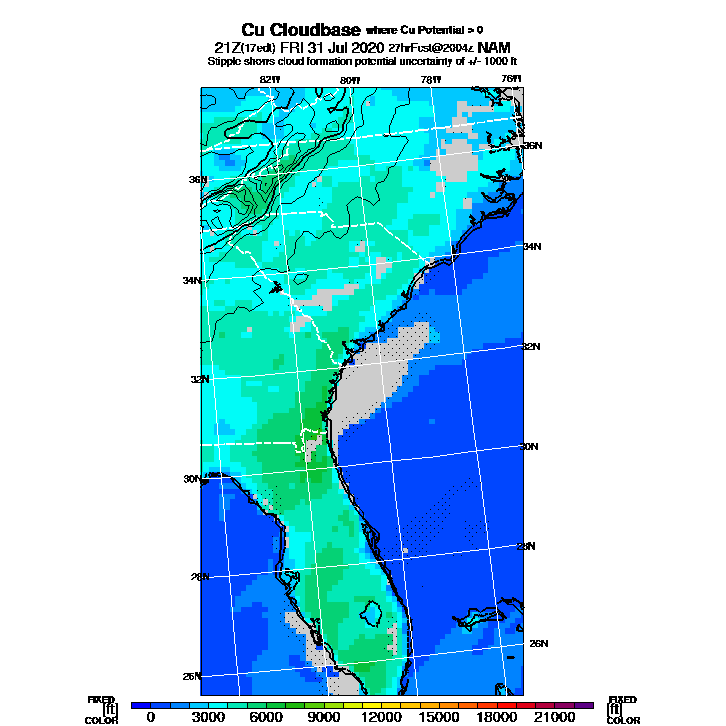 Cu Cloudbase where Cu Potential > 0
21Z(17edt) FRI 31 Jul 2020 27hrFcst@2004z NAM
Stipple shows cloud formation potential uncertainty of +/- 1000 ft
82W 80W 78W 76W
36N
36N
34N
34N
32N
32N
30N
30N
28N
28N
26N
26N
FIXED [ft] COLOR 0 3000 6000 9000 12000 15000 18000 21000 FIXED [ft] COLOR